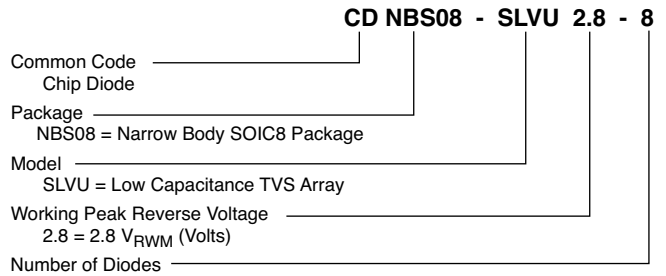 CD NBS08 - SLVU 2.8 - 8
Common Code
Chip Diode
Package
NBS08 = Narrow Body SOIC8 Package
Model
SLVU = Low Capacitance TVS Array
Working Peak Reverse Voltage
2.8 = 2.8 VRWM (Volts)
Number of Diodes